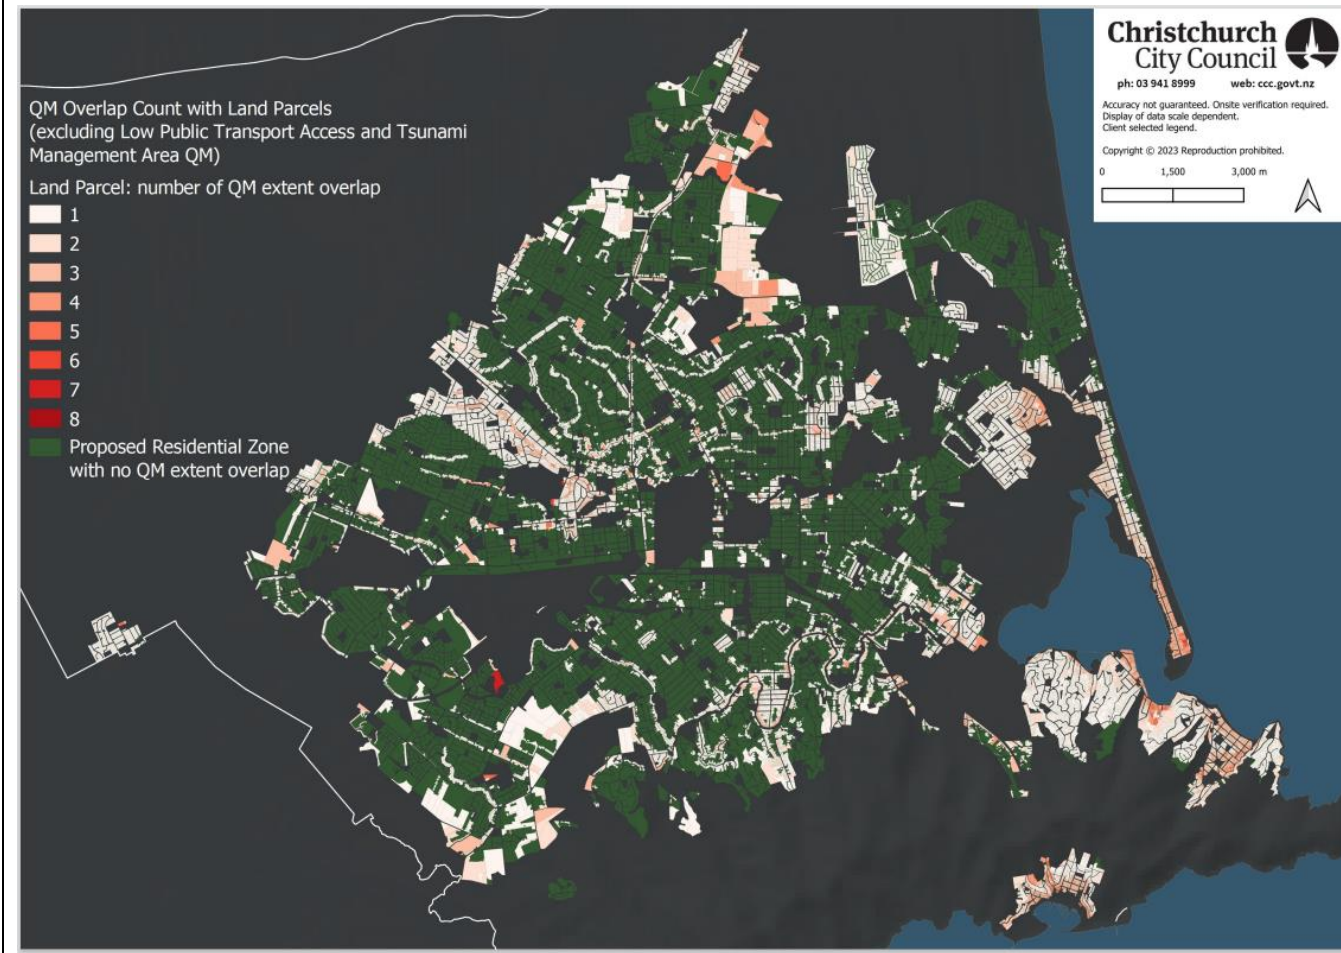 QM Overlap Count with Land Parcels
(excluding Low Public Transport Access and Tsunami
Management Area QM)
Land Parcel: number of QM extent overlap
1
2
3
4
5
6
7
8
Proposed Residential Zone
with no QM extent overlap
Christchurch
City Council
ph: 03 941 8999 web: ccc.govt.nz
Accuracy not guaranteed. Onsite verification required.
Display of data scale dependent.
Client selected legend.
Copyright © 2023 Reproduction prohibited.
0 1,500 3,000 m